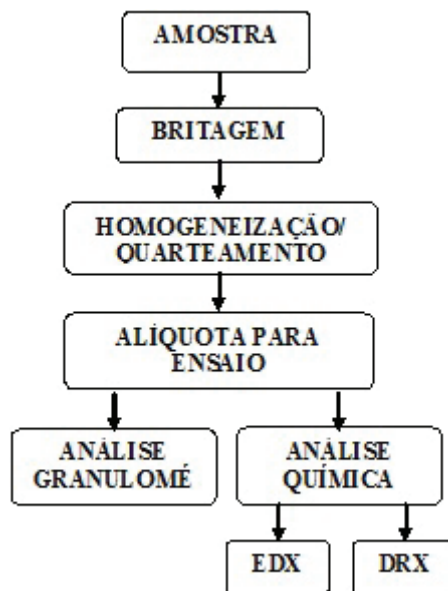 AMOSTRA
BRITAGEM
HOMOGENEIZAÇÃO/
QUARTEAMENTO
ALÍQUOTA PARA
ENSAIO
ANÁLISE
GRANULOMÉ
ANÁLISE
QUÍMICA
EDX
DRX